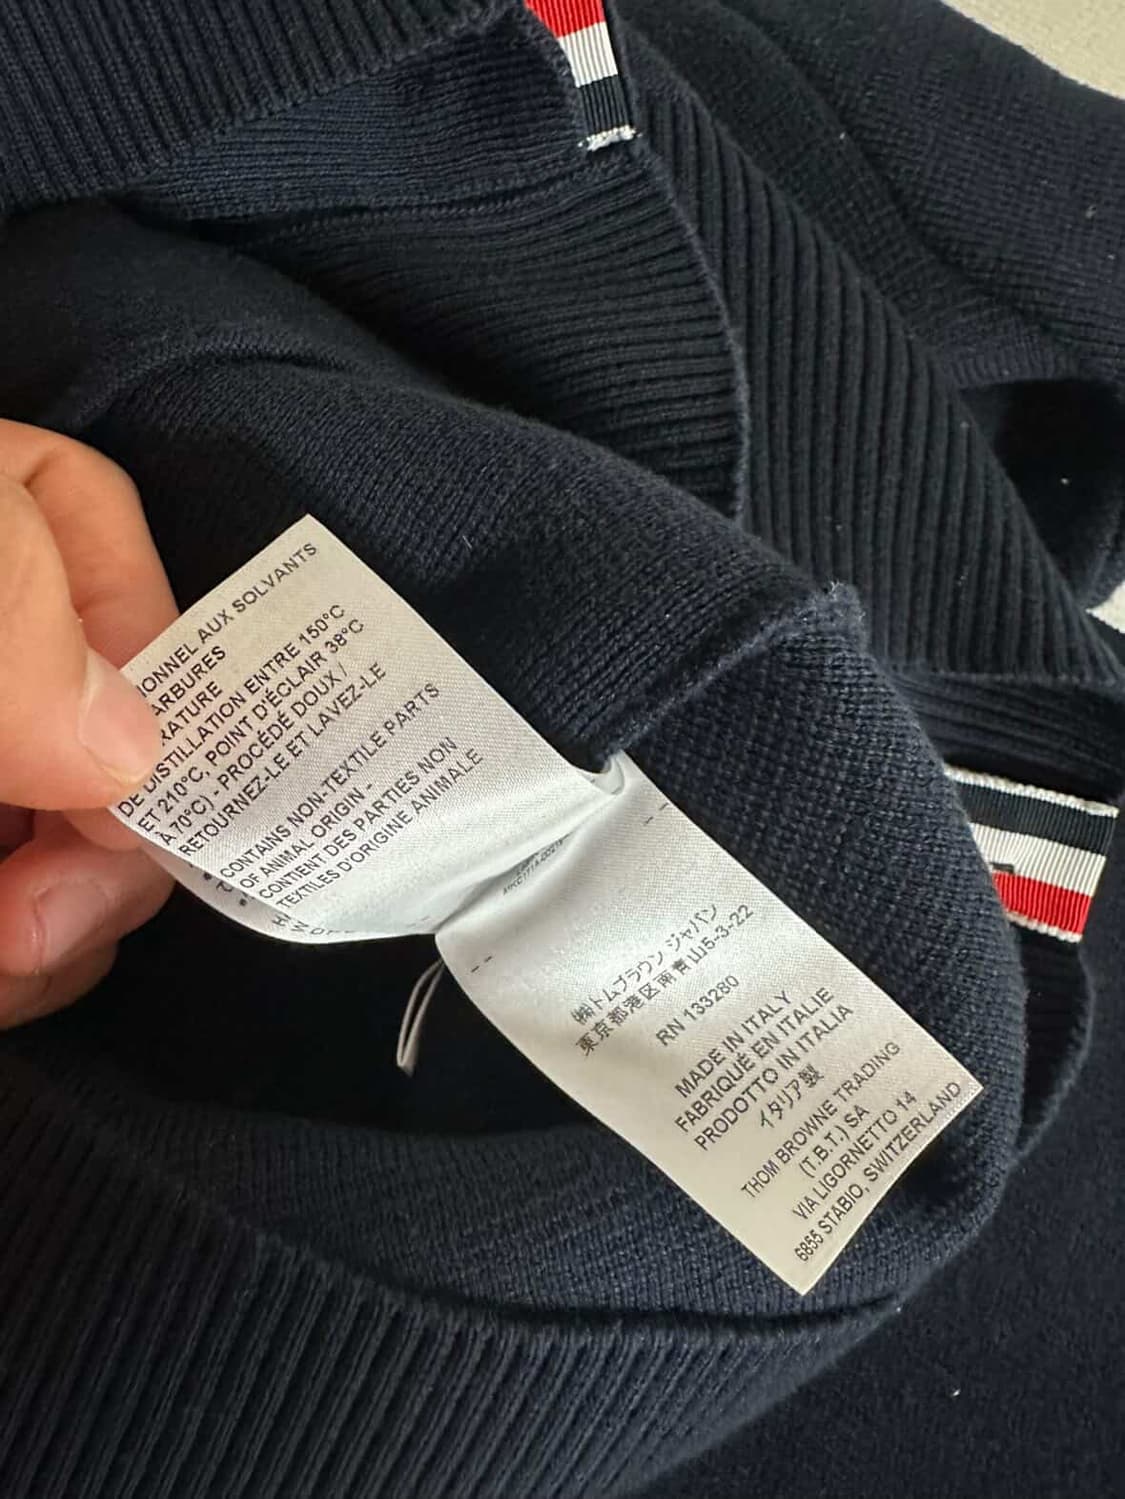 IONNEL AUX SOLVANTS
ARBURES
RATURE
DE DISTILLATION ENTRE 150°C
ET 210°C, POINT D'ÉCLAIR 38°C
À 70°C) - PROCÉDÉ DOUX /
RETOURNEZ-LE ET LAVEZ-LE
CONTAINS NON-TEXTILE PARTS
OF ANIMAL ORIGIN -
CONTIENT DES PARTIES NON
TEXTILES D'ORIGINE ANIMALE
㈱トムブラウン ジャパン
東京都港区南青山5-3-22
RN 133280
MADE IN ITALY
FABRIQUÉ EN ITALIE
PRODOTTO IN ITALIA
イタリア製
THOM BROWNE TRADING
(T.B.T.) SA
VIA LIGORNETTO 14
6855 STABIO, SWITZERLAND